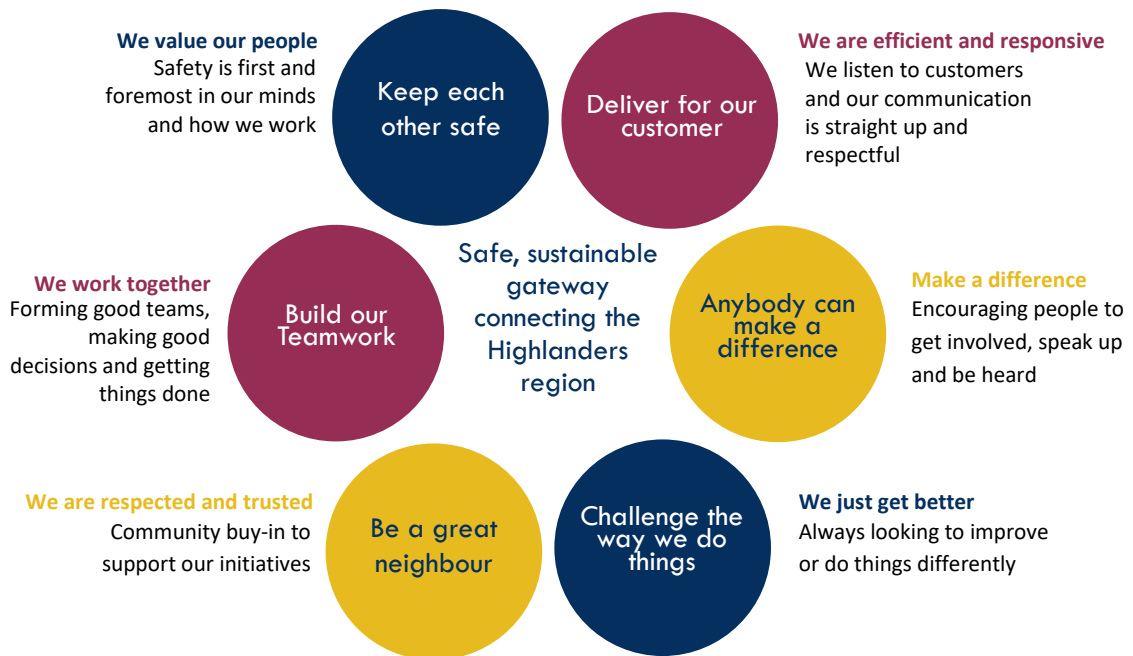 We value our people
Safety is first and
foremost in our minds
and how we work
Keep each
other safe
Deliver for our
customer
We are efficient and responsive
We listen to customers
and our communication
is straight up and
respectful
We work together
Forming good teams,
making good
decisions and getting
things done
Build our
Teamwork
Safe, sustainable
gateway
connecting the
Highlanders
region
Anybody can
make a
difference
Make a difference
Encouraging people to
get involved, speak up
and be heard
We are respected and trusted
Community buy-in to
support our initiatives
Be a great
neighbour
Challenge the
way we do
things
We just get better
Always looking to improve
or do things differently